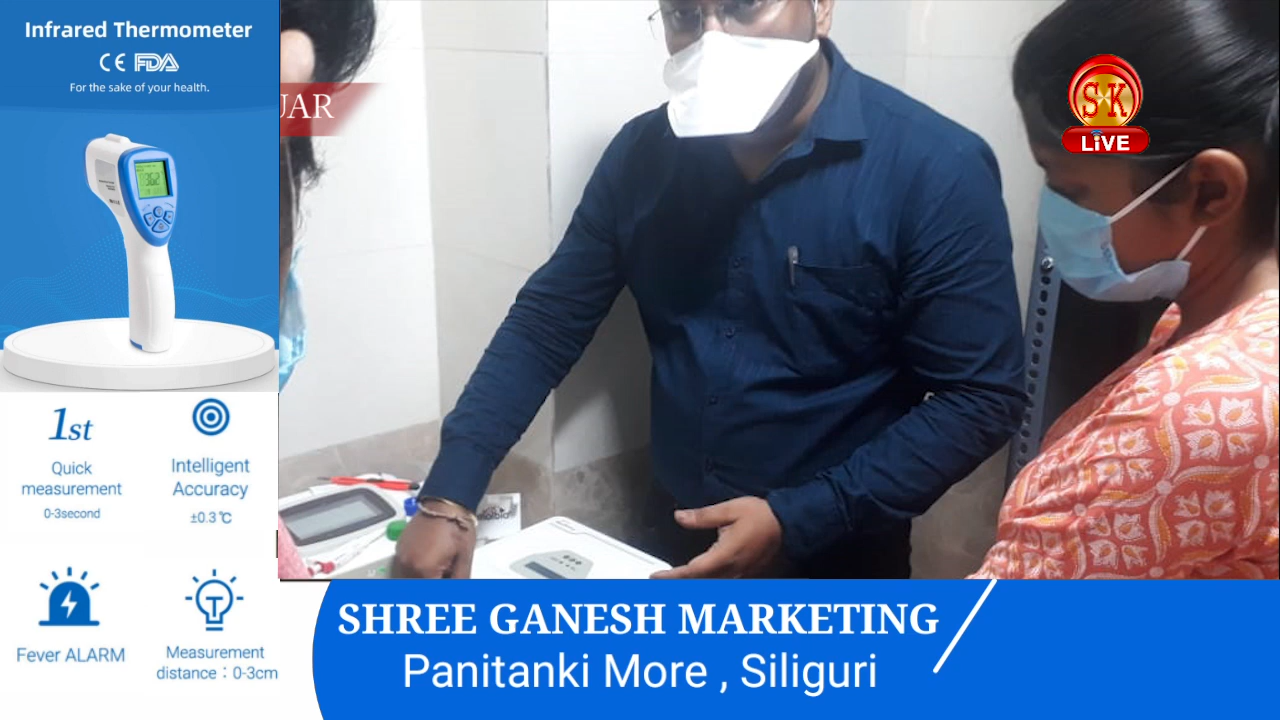 Infrared Thermometer
CE FDA
For the sake of your health.
1st
Quick
measurement
0-3second
Intelligent
Accuracy
±0.3℃
Fever ALARM
Measurement
distance：0-3cm
JAR
SK
LiVE
SHREE GANESH MARKETING
Panitanki More , Siliguri